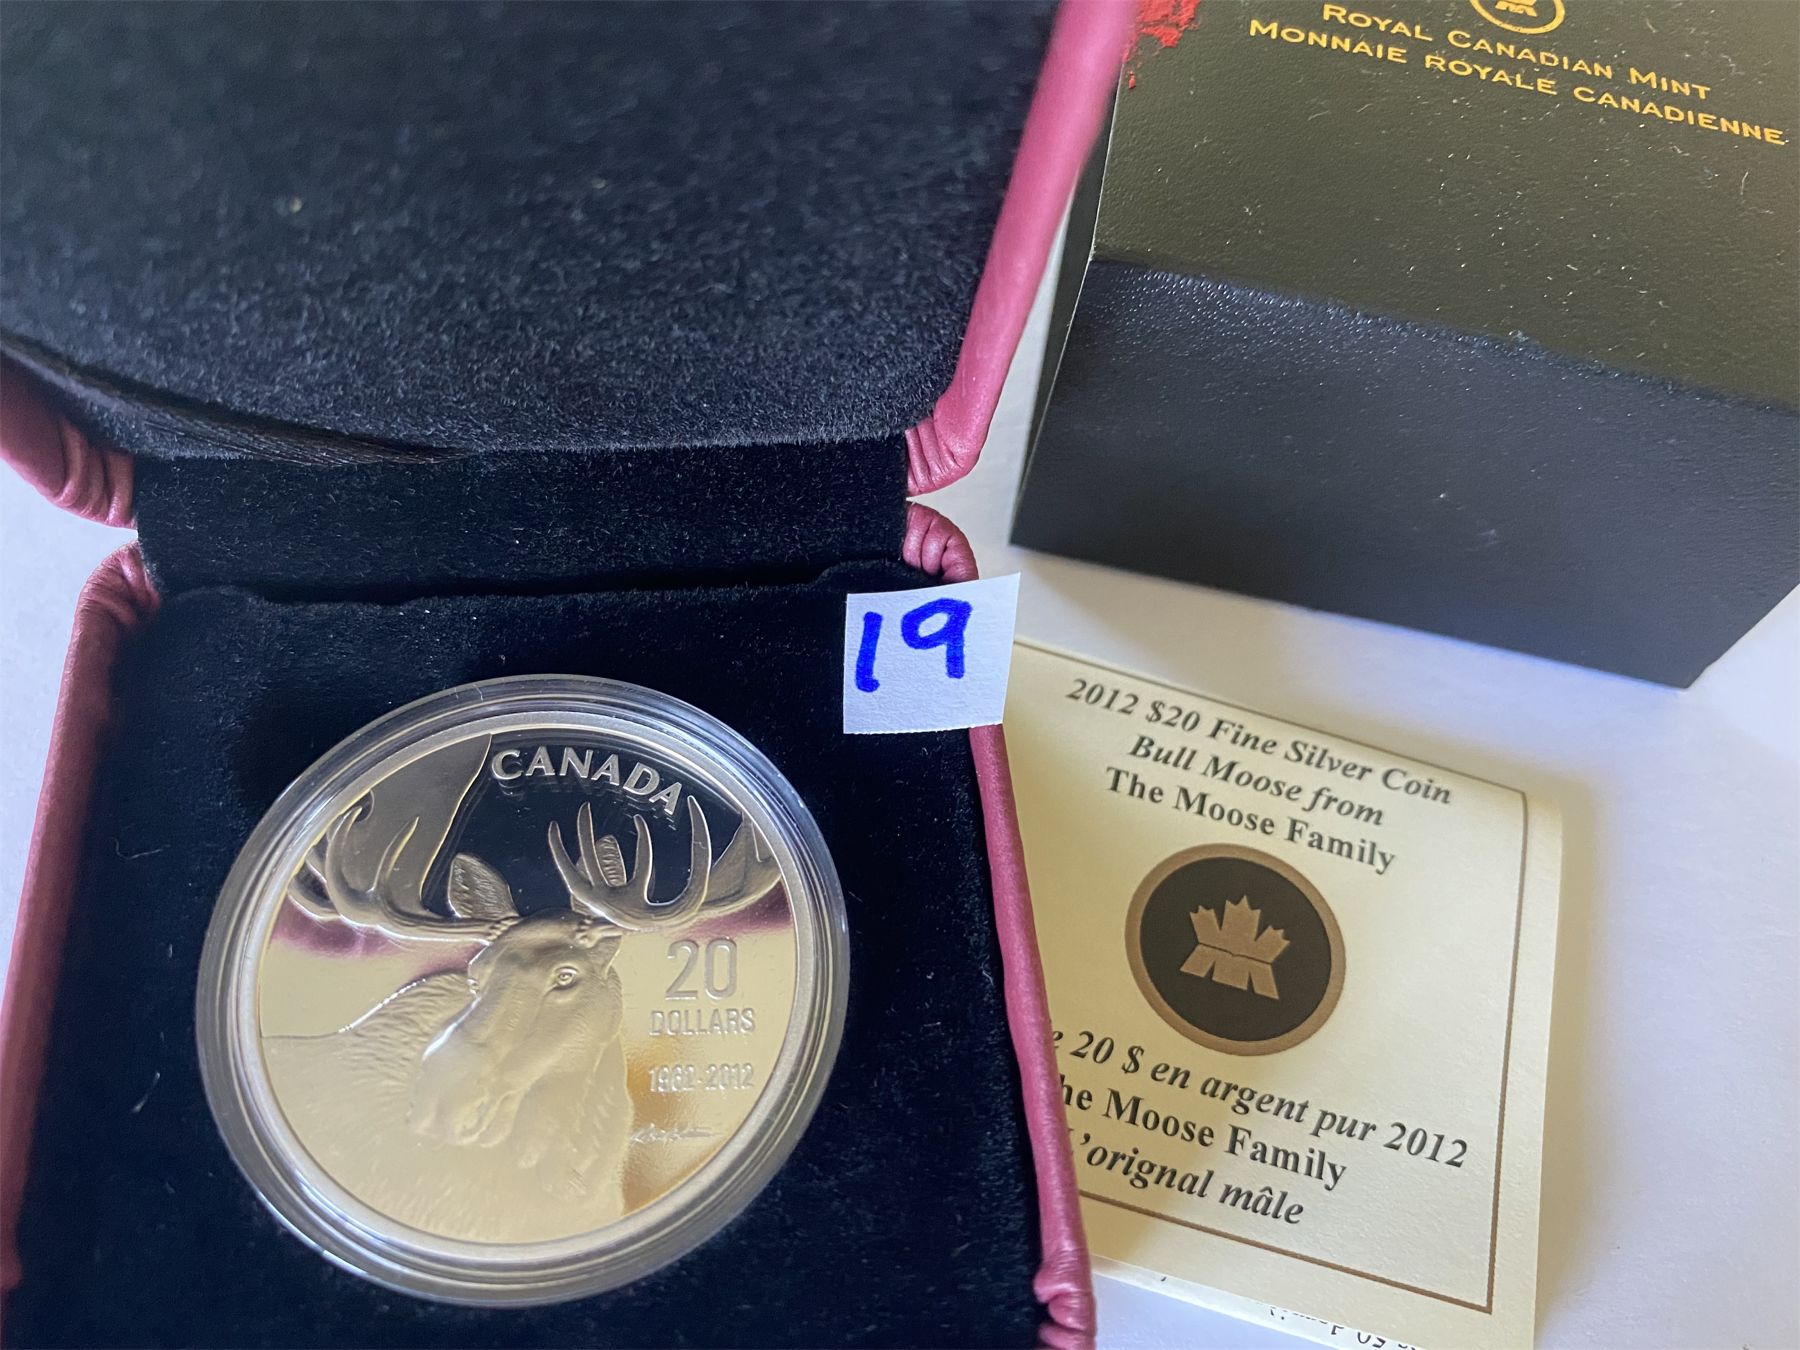 ROYAL CANADIAN MINT
MONNAIE ROYALE CANADIENNE
19
CANADA
20
DOLLARS
1962-2012
2012 $20 Fine Silver Coin
Bull Moose from
The Moose Family
20 $ en argent pur 2012
The Moose Family
L'orignal mâle